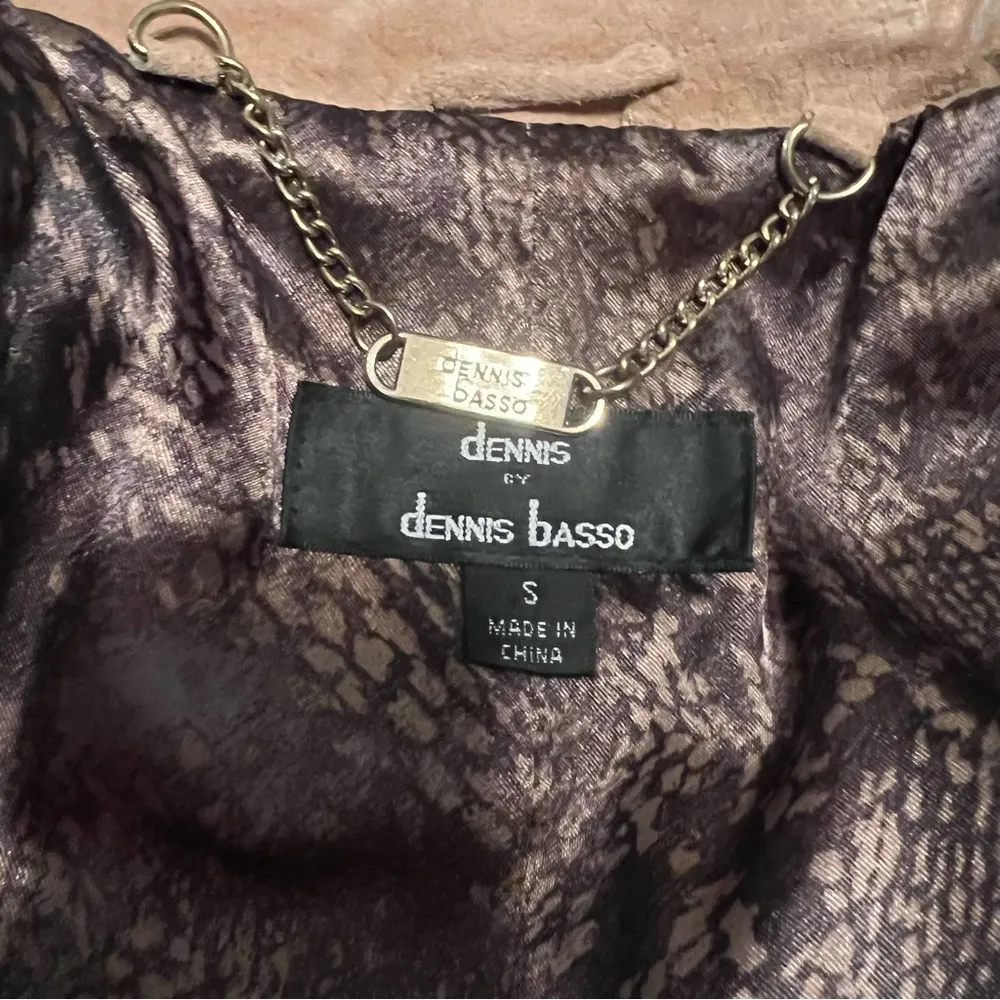 dENNIS
bASSO
dENNIS
BY
dENNIS bASSO
S
MADE IN
CHINA